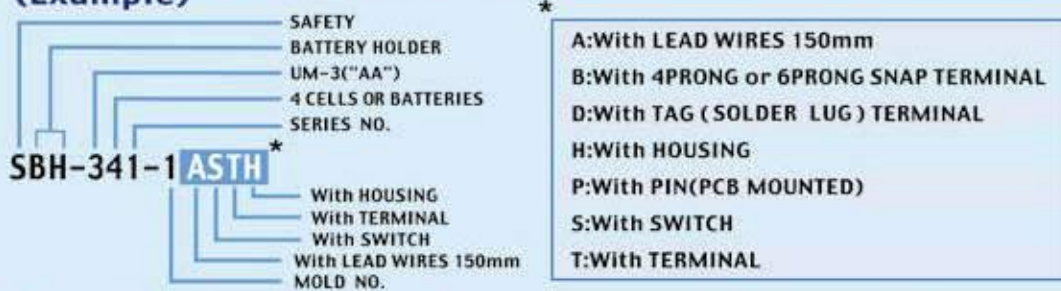 (Example)
SAFETY
BATTERY HOLDER
UM-3("AA")
4 CELLS OR BATTERIES
SERIES NO.
SBH-341-1ASTH*
With HOUSING
With TERMINAL
With SWITCH
With LEAD WIRES 150mm
MOLD NO.
*
A:With LEAD WIRES 150mm
B:With 4PRONG or 6PRONG SNAP TERMINAL
D:With TAG ( SOLDER LUG ) TERMINAL
H:With HOUSING
P:With PIN(PCB MOUNTED)
S:With SWITCH
T:With TERMINAL